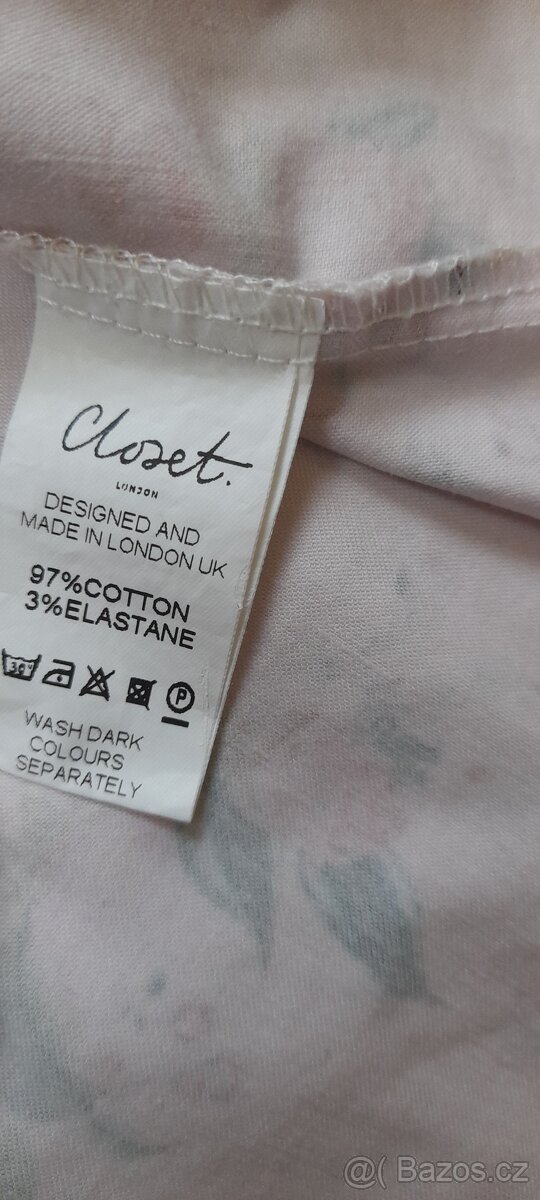 Closet.
LONDON
DESIGNED AND
MADE IN LONDON UK
97%COTTON
3%ELASTANE
30°
P
WASH DARK
COLOURS
SEPARATELY
@( Bazos.cz